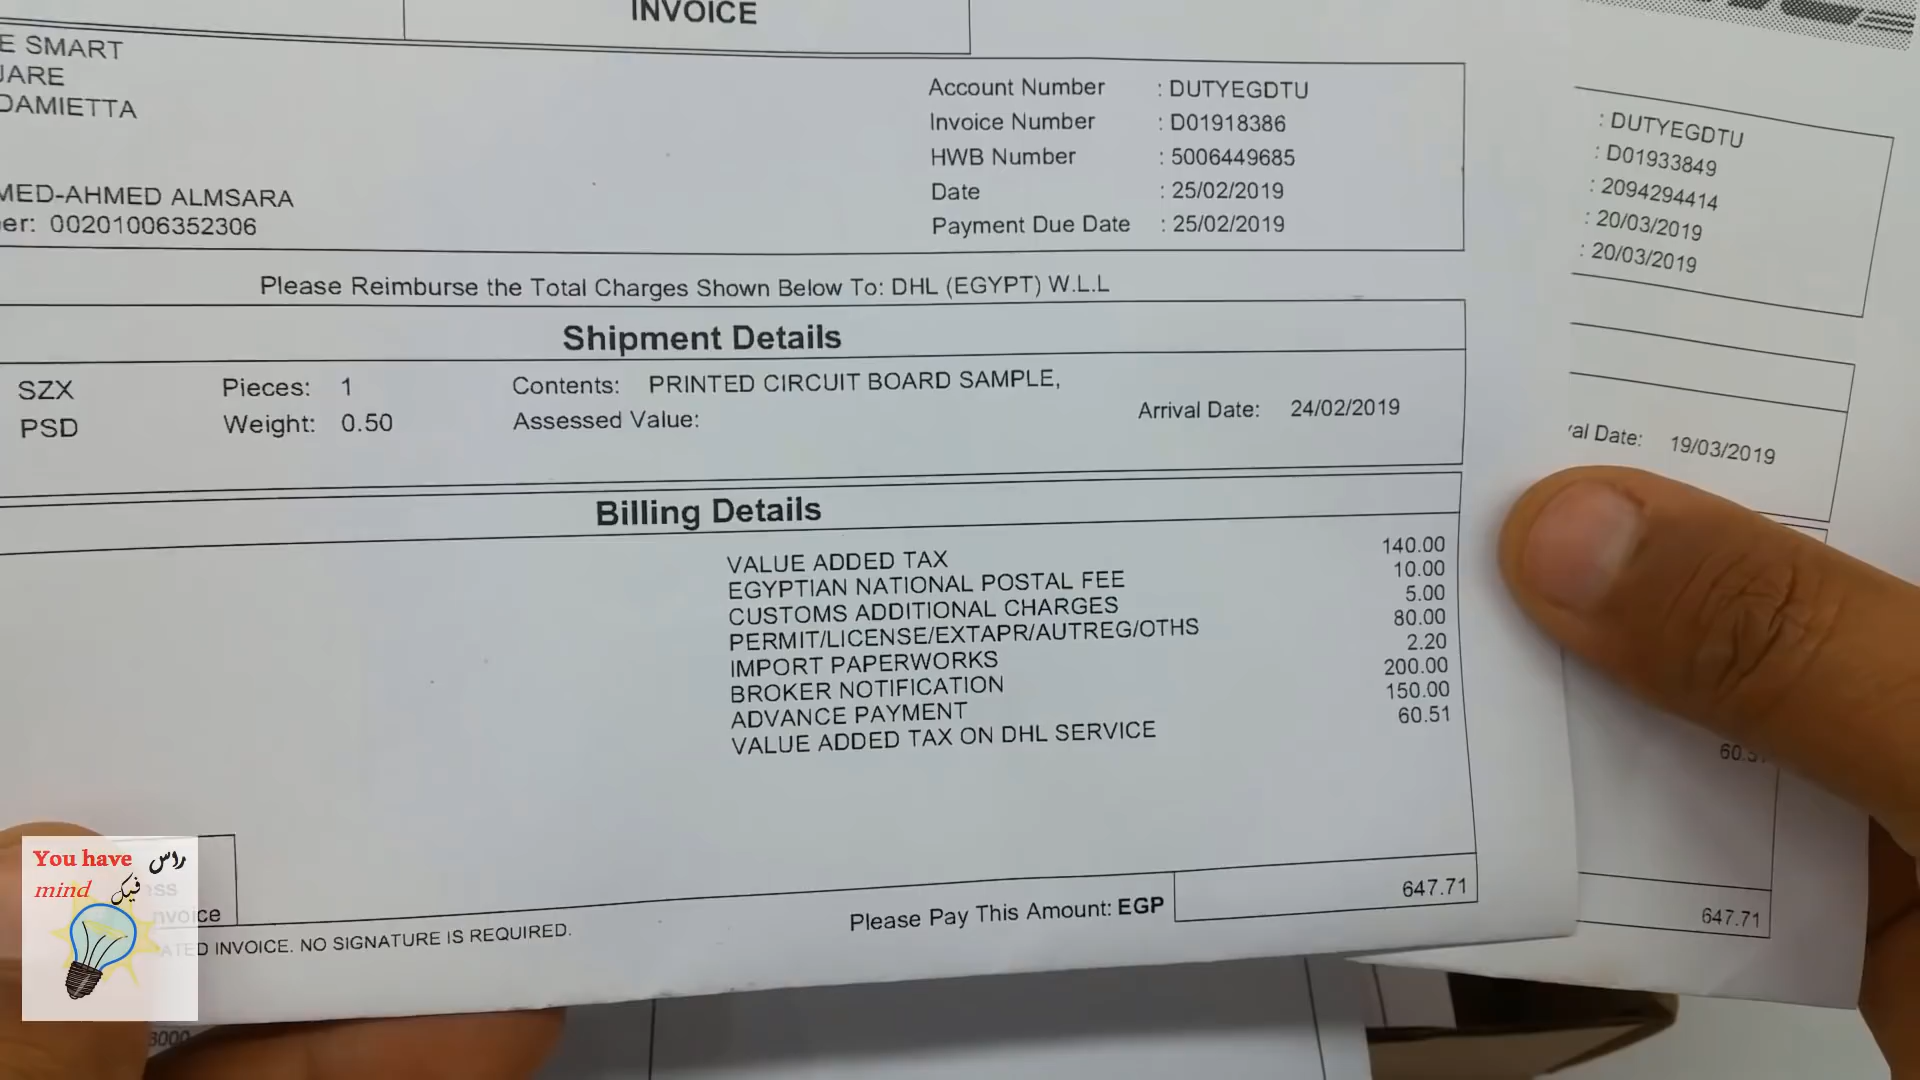 INVOICE
E SMART
DAMIETTA
MED-AHMED ALMSARA
er: 00201006352306
Account Number : DUTYEGDTU
Invoice Number : D01918386
HWB Number : 5006449685
Date : 25/02/2019
Payment Due Date : 25/02/2019
: DUTYEGDTU
: D01933849
: 2094294414
: 20/03/2019
: 20/03/2019
Please Reimburse the Total Charges Shown Below To: DHL (EGYPT) W.L.L
Shipment Details
SZX Pieces: 1 Contents: PRINTED CIRCUIT BOARD SAMPLE,
PSD Weight: 0.50 Assessed Value: Arrival Date: 24/02/2019
Date: 19/03/2019
Billing Details
VALUE ADDED TAX 140.00
EGYPTIAN NATIONAL POSTAL FEE 10.00
CUSTOMS ADDITIONAL CHARGES 5.00
PERMIT/LICENSE/EXTAPR/AUTREG/OTHS 80.00
IMPORT PAPERWORKS 2.20
BROKER NOTIFICATION 200.00
ADVANCE PAYMENT 150.00
VALUE ADDED TAX ON DHL SERVICE 60.51
Please Pay This Amount: EGP 647.71
647.71
INVOICE. NO SIGNATURE IS REQUIRED.
You have راس
mind فيك
3000